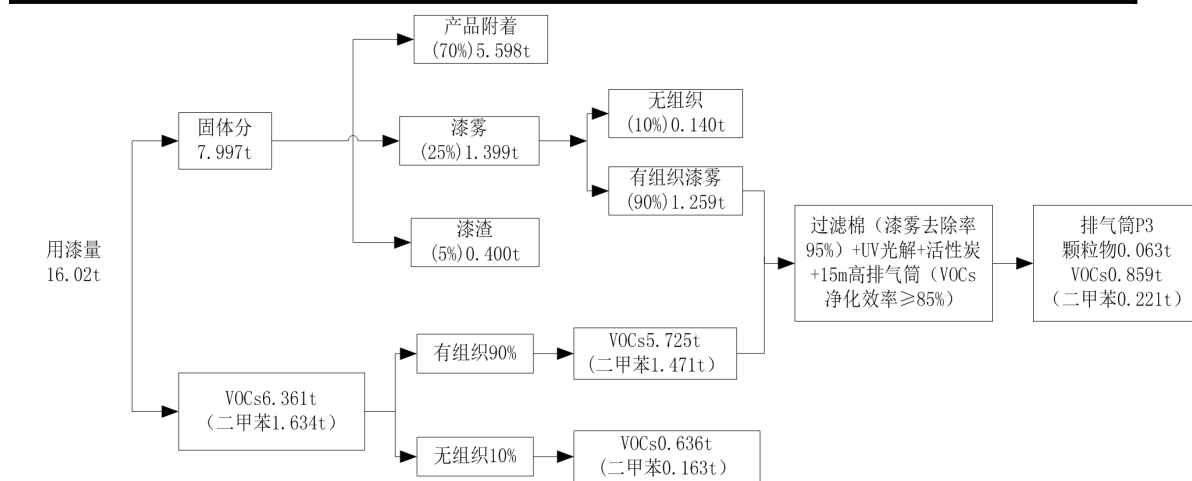 产品附着
(70%)5.598t
固体分
7.997t
漆雾
(25%)1.399t
无组织
(10%)0.140t
有组织漆雾
(90%)1.259t
漆渣
(5%)0.400t
用漆量
16.02t
过滤棉（漆雾去除率
95%）+UV光解+活性炭
+15m高排气筒（VOCs
净化效率≥85%）
排气筒P3
颗粒物0.063t
VOCs0.859t
（二甲苯0.221t）
有组织90%
VOCs5.725t
(二甲苯1.471t）
VOCs6.361t
（二甲苯1.634t）
无组织10%
VOCs0.636t
(二甲苯0.163t）